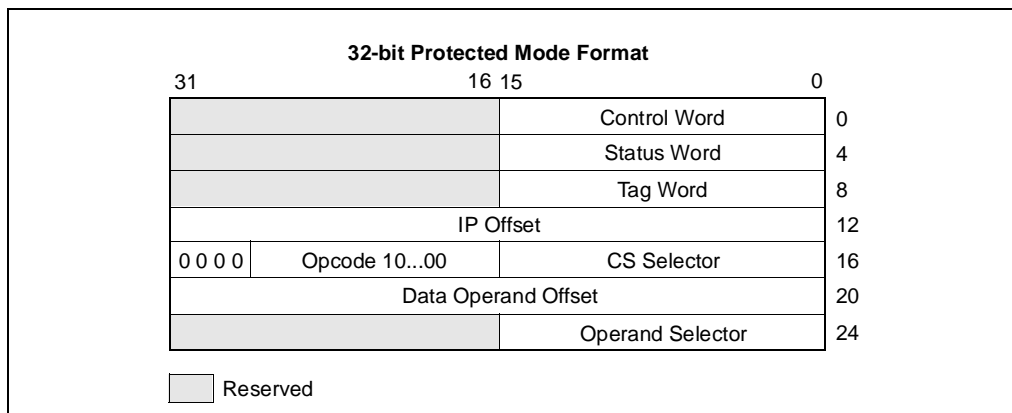 32-bit Protected Mode Format
31 16 15 0
Control Word 0
Status Word 4
Tag Word 8
IP Offset 12
0 0 0 0 Opcode 10...00 CS Selector 16
Data Operand Offset 20
Operand Selector 24
Reserved